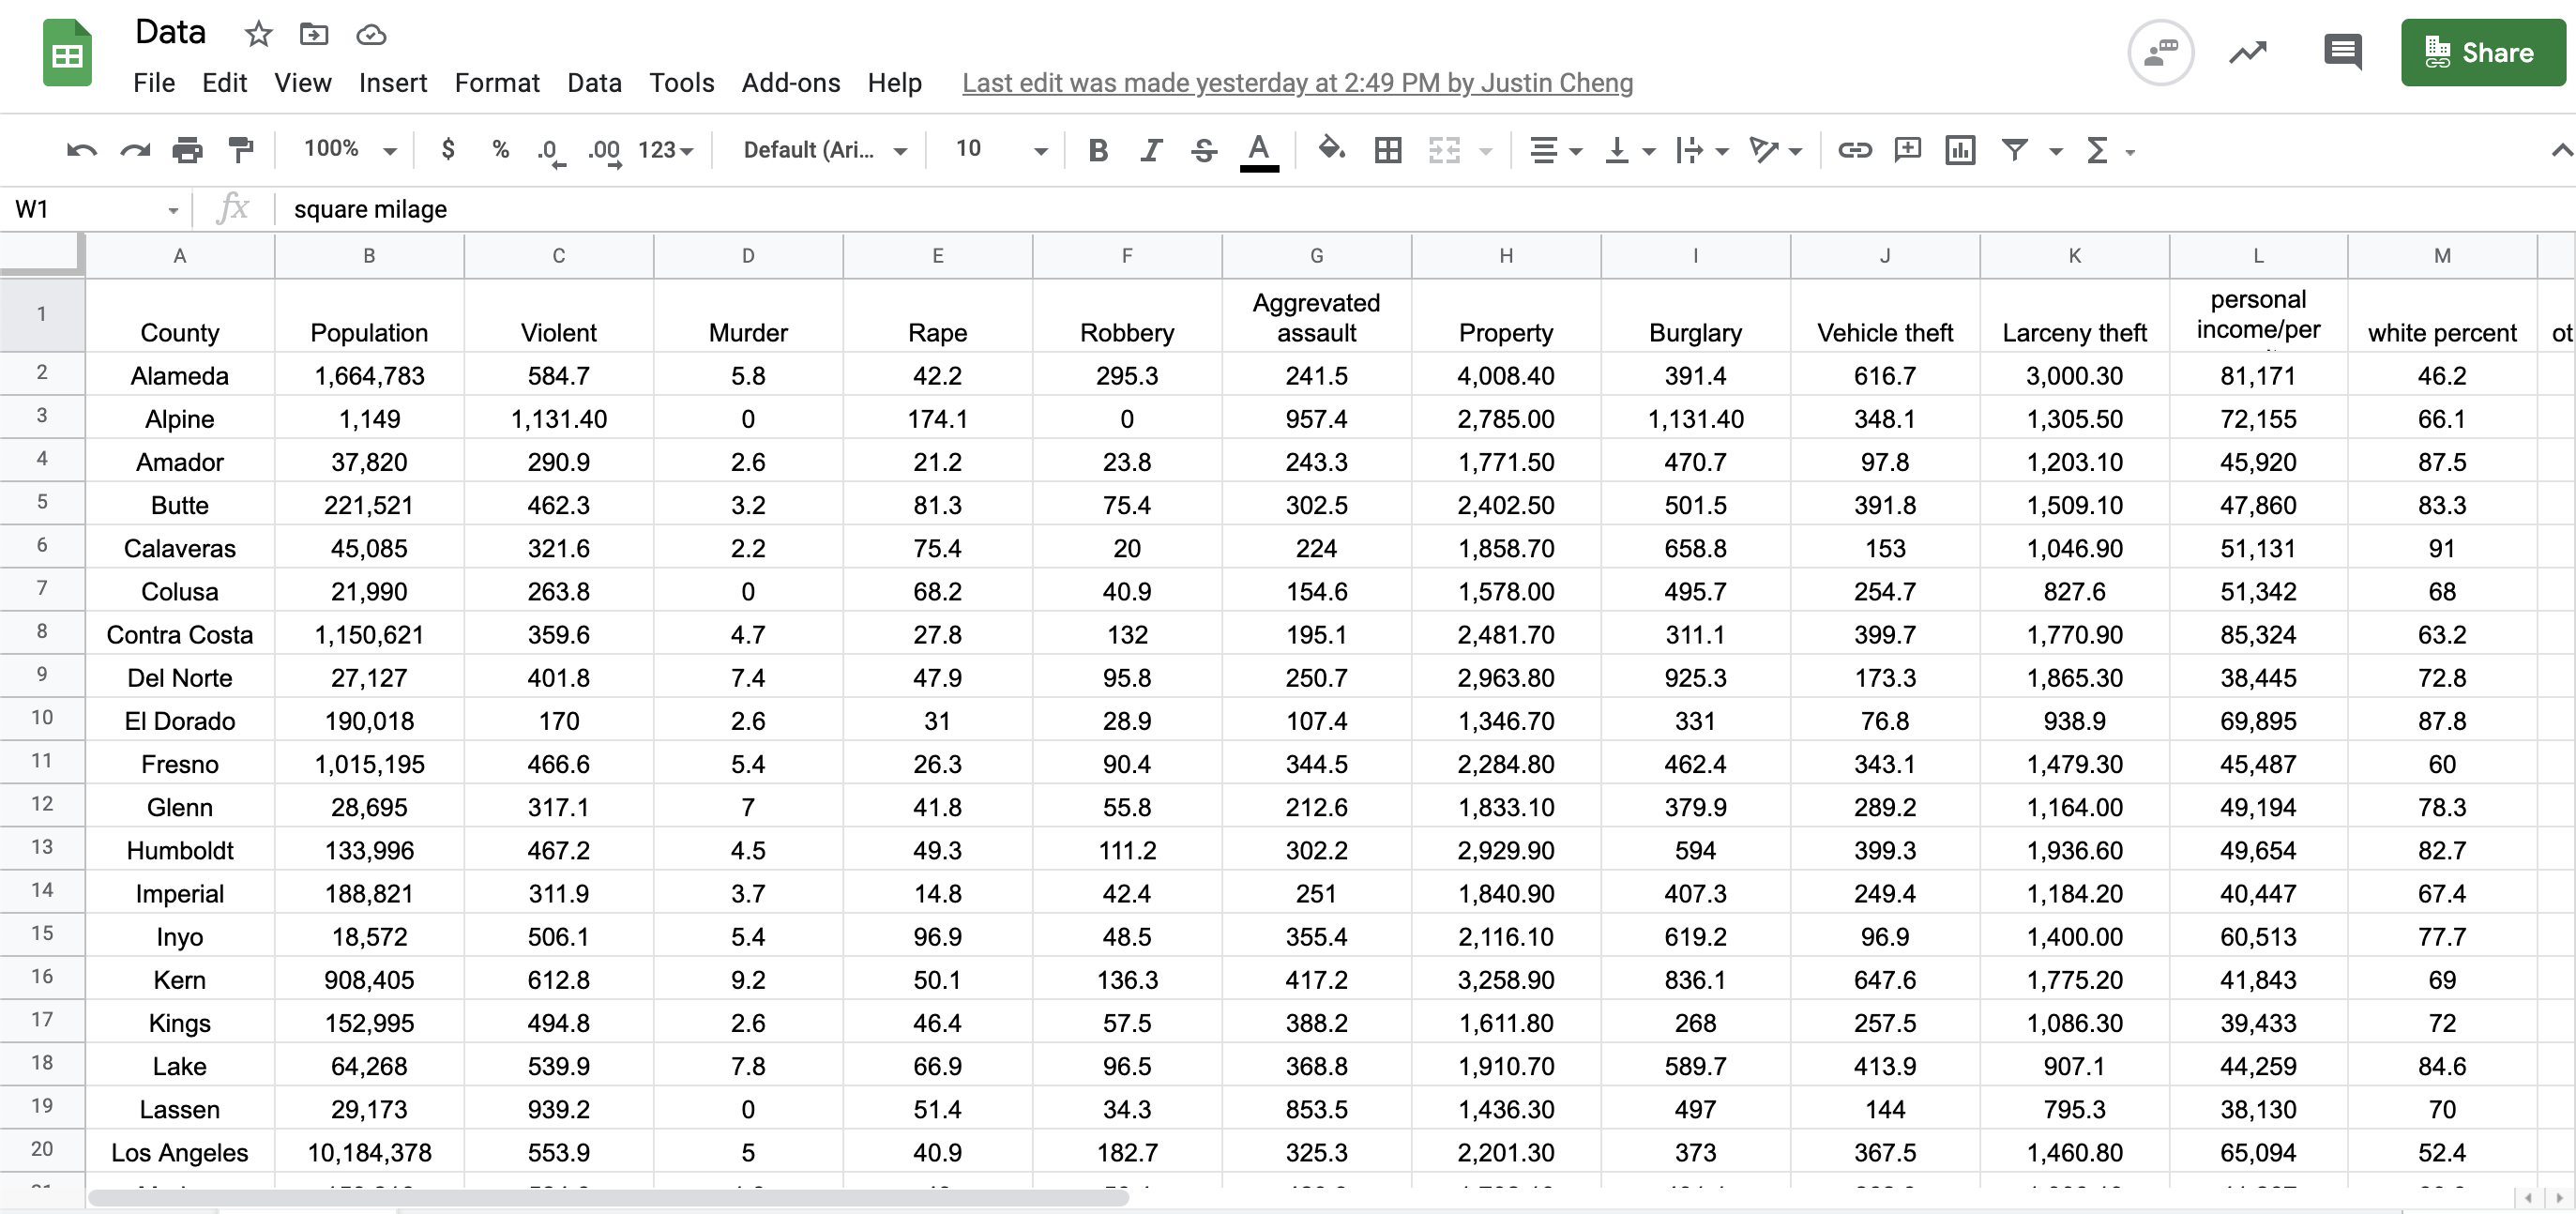 Data
File Edit View Insert Format Data Tools Add-ons Help Last edit was made yesterday at 2:49 PM by Justin Cheng
Share
100% $ % .0 .00 123 Default (Ari... 10 B I S A
W1 fx square milage
A B C D E F G H I J K L M
1 County Population Violent Murder Rape Robbery Aggrevated assault Property Burglary Vehicle theft Larceny theft personal income/per white percent ot
2 Alameda 1,664,783 584.7 5.8 42.2 295.3 241.5 4,008.40 391.4 616.7 3,000.30 81,171 46.2
3 Alpine 1,149 1,131.40 0 174.1 0 957.4 2,785.00 1,131.40 348.1 1,305.50 72,155 66.1
4 Amador 37,820 290.9 2.6 21.2 23.8 243.3 1,771.50 470.7 97.8 1,203.10 45,920 87.5
5 Butte 221,521 462.3 3.2 81.3 75.4 302.5 2,402.50 501.5 391.8 1,509.10 47,860 83.3
6 Calaveras 45,085 321.6 2.2 75.4 20 224 1,858.70 658.8 153 1,046.90 51,131 91
7 Colusa 21,990 263.8 0 68.2 40.9 154.6 1,578.00 495.7 254.7 827.6 51,342 68
8 Contra Costa 1,150,621 359.6 4.7 27.8 132 195.1 2,481.70 311.1 399.7 1,770.90 85,324 63.2
9 Del Norte 27,127 401.8 7.4 47.9 95.8 250.7 2,963.80 925.3 173.3 1,865.30 38,445 72.8
10 El Dorado 190,018 170 2.6 31 28.9 107.4 1,346.70 331 76.8 938.9 69,895 87.8
11 Fresno 1,015,195 466.6 5.4 26.3 90.4 344.5 2,284.80 462.4 343.1 1,479.30 45,487 60
12 Glenn 28,695 317.1 7 41.8 55.8 212.6 1,833.10 379.9 289.2 1,164.00 49,194 78.3
13 Humboldt 133,996 467.2 4.5 49.3 111.2 302.2 2,929.90 594 399.3 1,936.60 49,654 82.7
14 Imperial 188,821 311.9 3.7 14.8 42.4 251 1,840.90 407.3 249.4 1,184.20 40,447 67.4
15 Inyo 18,572 506.1 5.4 96.9 48.5 355.4 2,116.10 619.2 96.9 1,400.00 60,513 77.7
16 Kern 908,405 612.8 9.2 50.1 136.3 417.2 3,258.90 836.1 647.6 1,775.20 41,843 69
17 Kings 152,995 494.8 2.6 46.4 57.5 388.2 1,611.80 268 257.5 1,086.30 39,433 72
18 Lake 64,268 539.9 7.8 66.9 96.5 368.8 1,910.70 589.7 413.9 907.1 44,259 84.6
19 Lassen 29,173 939.2 0 51.4 34.3 853.5 1,436.30 497 144 795.3 38,130 70
20 Los Angeles 10,184,378 553.9 5 40.9 182.7 325.3 2,201.30 373 367.5 1,460.80 65,094 52.4